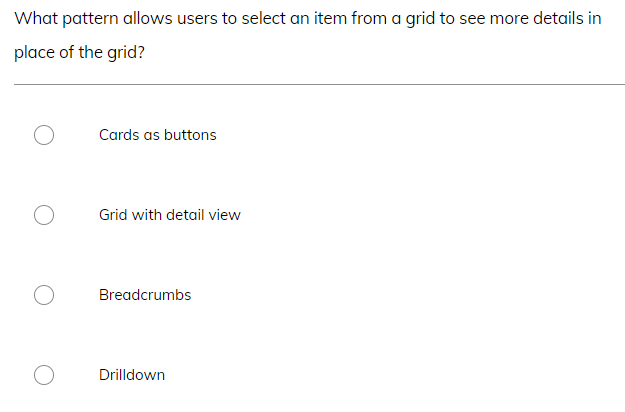 What pattern allows users to select an item from a grid to see more details in
place of the grid?
Cards as buttons
Grid with detail view
Breadcrumbs
Drilldown